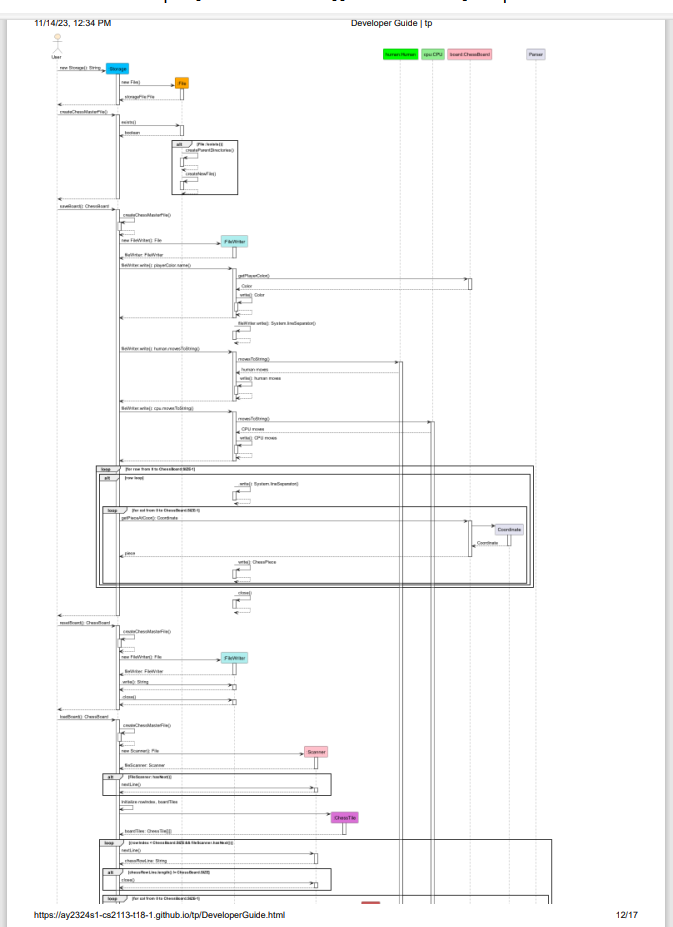 11/14/23, 12:34 PM
Developer Guide | tp
User
new Storage(): String
Storage
human:Human
cpu:CPU
board:ChessBoard
Parser
new File()
:File
storageFile:File
createChessMasterFile()
exists()
boolean
alt
[File !exists()]
createParentDirectories()
createNewFile()
saveBoard(): ChessBoard
createChessMasterFile()
new FileWriter(): File
:FileWriter
fileWriter: FileWriter
fileWriter.write(): playerColor.name()
getPlayerColor()
Color
write(): Color
fileWriter.write(): System.lineSeparator()
fileWriter.write(): human.movesToString()
movesToString()
human moves
write(): human moves
fileWriter.write(): cpu.movesToString()
movesToString()
CPU moves
write(): CPU moves
loop
[for row from 0 to ChessBoard.SIZE-1]
alt
[row loop]
write(): System.lineSeparator()
loop
[for col from 0 to ChessBoard.SIZE-1]
getPieceAtCoor(): Coordinate
:Coordinate
Coordinate
piece
write(): ChessPiece
close()
resetBoard(): ChessBoard
createChessMasterFile()
new FileWriter(): File
:FileWriter
fileWriter: FileWriter
write(): String
close()
loadBoard(): ChessBoard
createChessMasterFile()
new Scanner(): File
:Scanner
fileScanner: Scanner
alt
[fileScanner.hasNext()]
nextLine()
Initialise rowIndex, boardTiles
:ChessTile
boardTiles: ChessTile[][]
loop
[rowIndex < ChessBoard.SIZE && fileScanner.hasNext()]
nextLine()
chessRowLine: String
alt
[chessRowLine.length() != ChessBoard.SIZE]
close()
loop
[for col from 0 to ChessBoard.SIZE-1]
https://ay2324s1-cs2113-t18-1.github.io/tp/DeveloperGuide.html
12/17